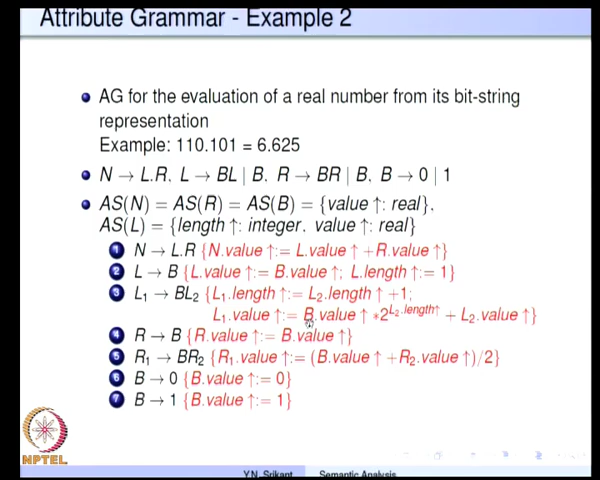 Attribute Grammar - Example 2
AG for the evaluation of a real number from its bit-string
representation
Example: 110.101 = 6.625
N → L.R, L → BL | B, R → BR | B, B → 0 | 1
AS(N) = AS(R) = AS(B) = {value ↑: real},
AS(L) = {length ↑: integer, value ↑: real}
1 N → L.R {N.value ↑:= L.value ↑ +R.value ↑}
2 L → B {L.value ↑:= B.value ↑; L.length ↑:= 1}
3 L₁ → BL₂ {L₁.length ↑:= L₂.length ↑ +1;
L₁.value ↑:= B.value ↑ *2^{L₂.length↑} + L₂.value ↑}
4 R → B {R.value ↑:= B.value ↑}
5 R₁ → BR₂ {R₁.value ↑:= (B.value ↑ +R₂.value ↑)/2}
6 B → 0 {B.value ↑:= 0}
7 B → 1 {B.value ↑:= 1}
NPTEL
Y.N. Srikant Semantic Analysis